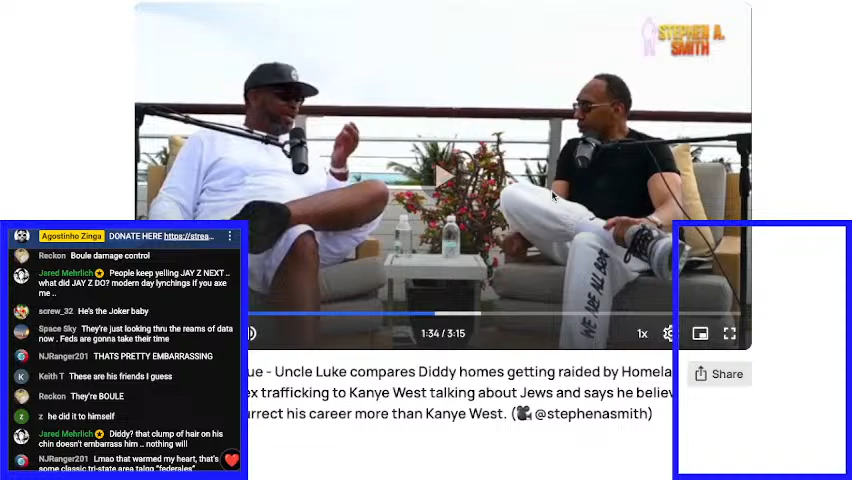 STEPHEN A.
SMITH
WE ARE ALL BOR
1:34 / 3:15
1x
Agostinho Zinga DONATE HERE https://strea...
Reckon Boule damage control
Jared Mehrlich People keep yelling JAY Z NEXT ..
what did JAY Z DO? modern day lynchings if you axe
me ..
screw_32 He's the Joker baby
Space Sky They're just looking thru the reams of data
now . Feds are gonna take their time
NJRanger201 THATS PRETTY EMBARRASSING
Keith T These are his friends I guess
Reckon They're BOULE
z he did it to himself
Jared Mehrlich Diddy? that clump of hair on his
chin doesn't embarrass him .. nothing will
NJRanger201 Lmao that warmed my heart, that's
some classic tri-state area talqq "federales"
ue - Uncle Luke compares Diddy homes getting raided by Homela
ex trafficking to Kanye West talking about Jews and says he believ
urrect his career more than Kanye West. (🎥@stephenasmith)
Share